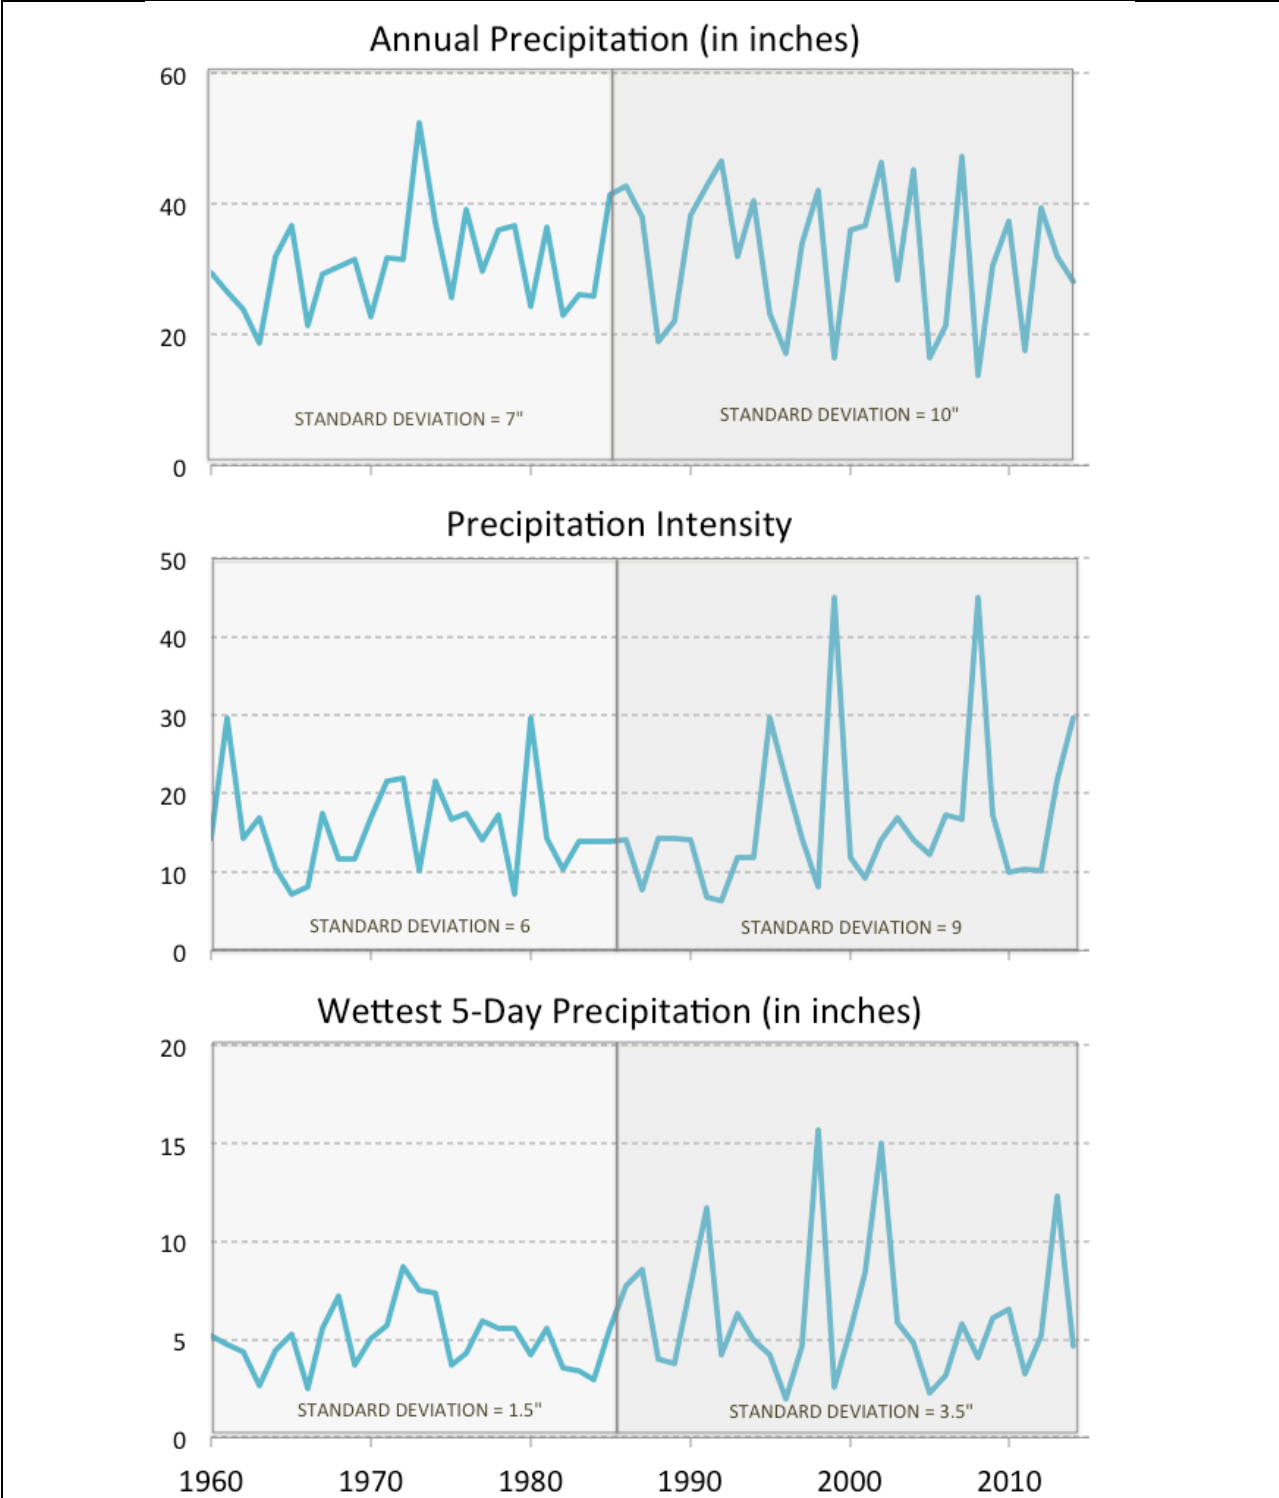 Annual Precipitation (in inches)
60
40
20
0
STANDARD DEVIATION = 7"
STANDARD DEVIATION = 10"
Precipitation Intensity
50
40
30
20
10
0
STANDARD DEVIATION = 6
STANDARD DEVIATION = 9
Wettest 5-Day Precipitation (in inches)
20
15
10
5
0
STANDARD DEVIATION = 1.5"
STANDARD DEVIATION = 3.5"
1960 1970 1980 1990 2000 2010